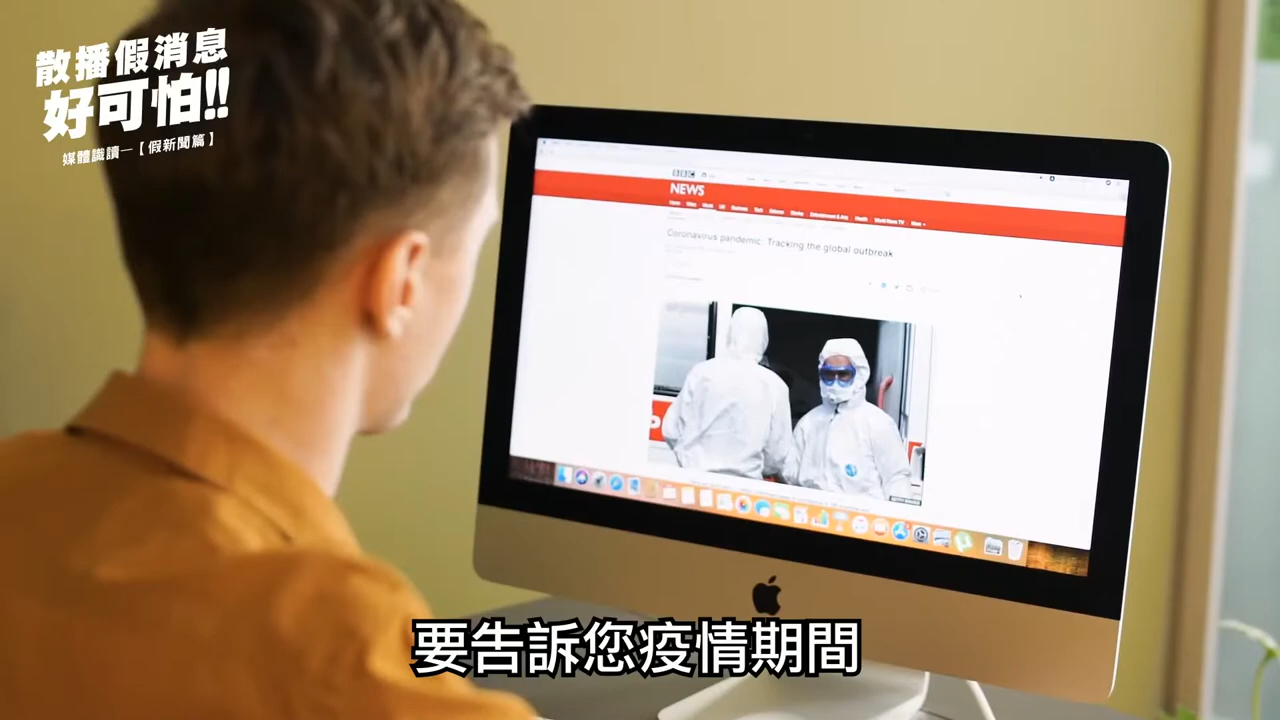 散播假消息
好可怕!!
媒體識讀—【假新聞篇】
BBC
NEWS
Coronavirus pandemic: Tracking the global outbreak
要告訴您疫情期間